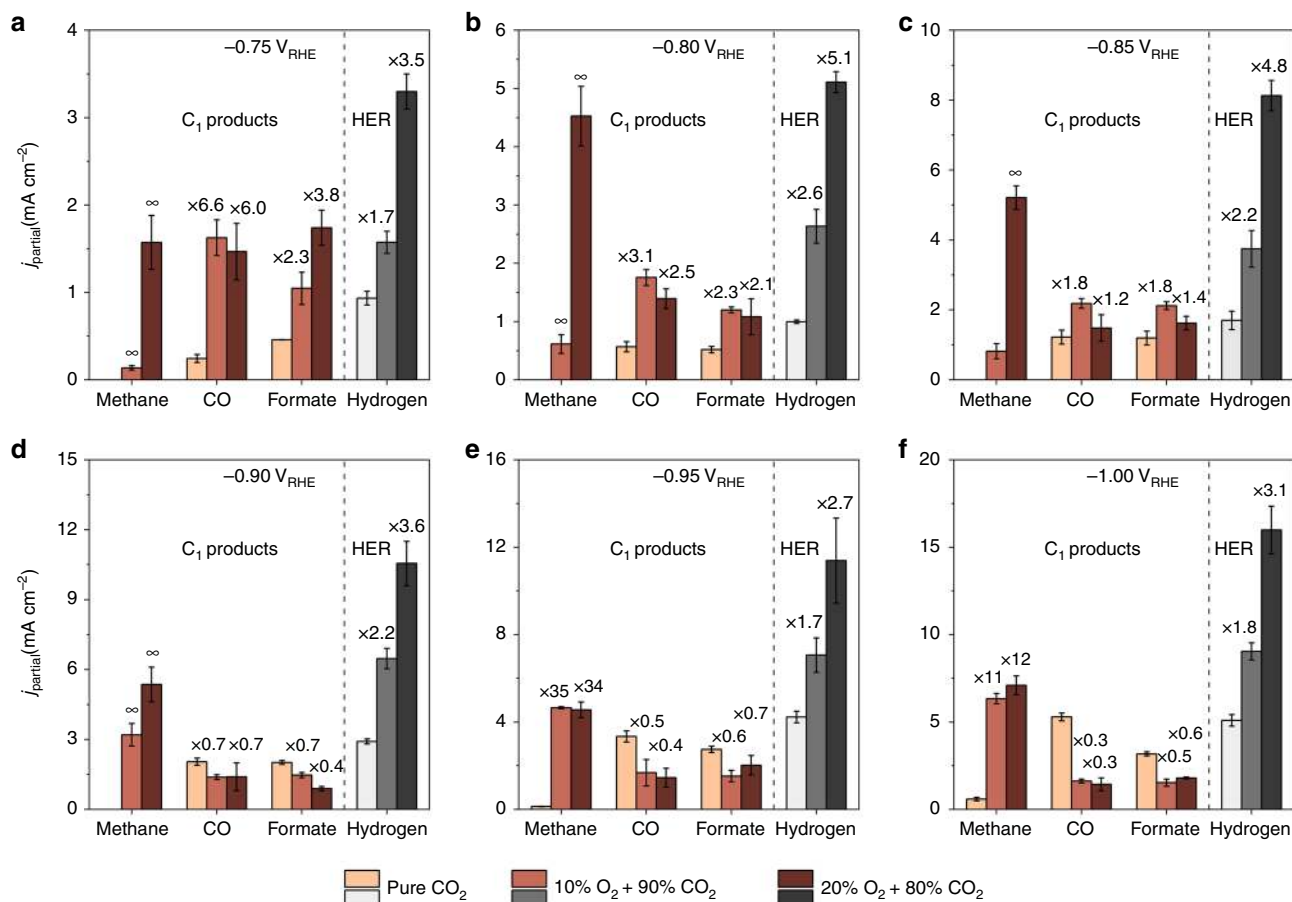 a
−0.75 V_RHE
C₁ products
HER
∞
∞
×6.6
×6.0
×2.3
×3.8
×1.7
×3.5
4
3
2
1
0
j_partial(mA cm⁻²)
Methane CO Formate Hydrogen
b
−0.80 V_RHE
C₁ products
HER
∞
∞
×3.1
×2.5
×2.3
×2.1
×2.6
×5.1
6
5
4
3
2
1
0
Methane CO Formate Hydrogen
c
−0.85 V_RHE
C₁ products
HER
∞
×1.8
×1.2
×1.8
×1.4
×2.2
×4.8
10
8
6
4
2
0
Methane CO Formate Hydrogen
d
−0.90 V_RHE
C₁ products
HER
∞
∞
×0.7
×0.7
×0.7
×0.4
×2.2
×3.6
15
12
9
6
3
0
j_partial(mA cm⁻²)
Methane CO Formate Hydrogen
e
−0.95 V_RHE
C₁ products
HER
×35
×34
×0.5
×0.4
×0.6
×0.7
×1.7
×2.7
16
12
8
4
0
Methane CO Formate Hydrogen
f
−1.00 V_RHE
C₁ products
HER
×11
×12
×0.3
×0.3
×0.5
×0.6
×1.8
×3.1
20
15
10
5
0
Methane CO Formate Hydrogen
Pure CO₂
10% O₂ + 90% CO₂
20% O₂ + 80% CO₂